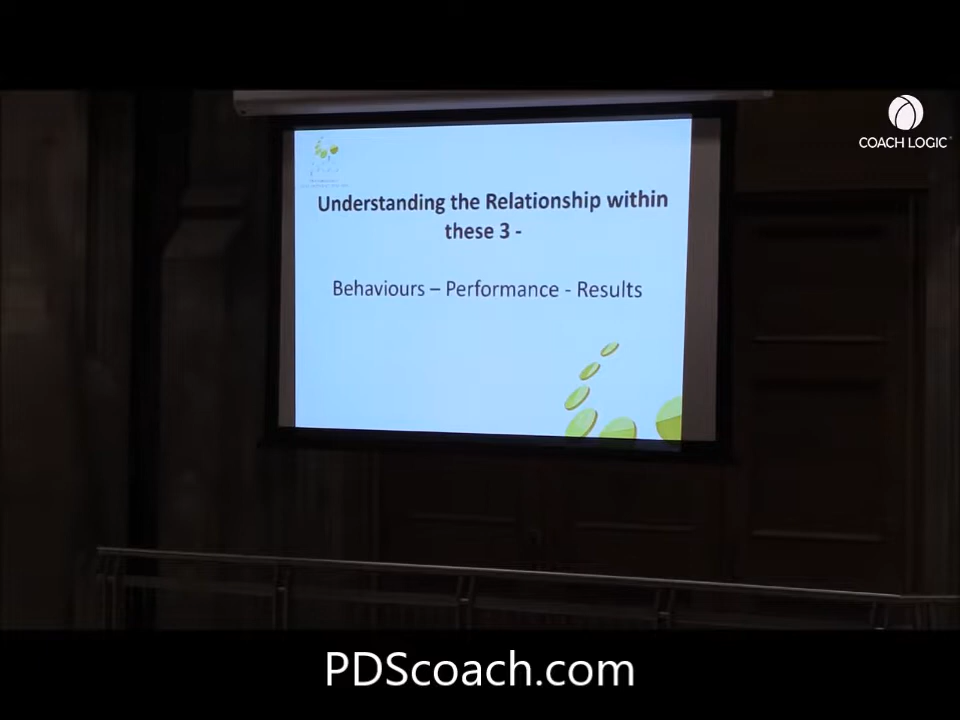 COACH LOGIC
Understanding the Relationship within
these 3 -
Behaviours – Performance - Results
PDScoach.com